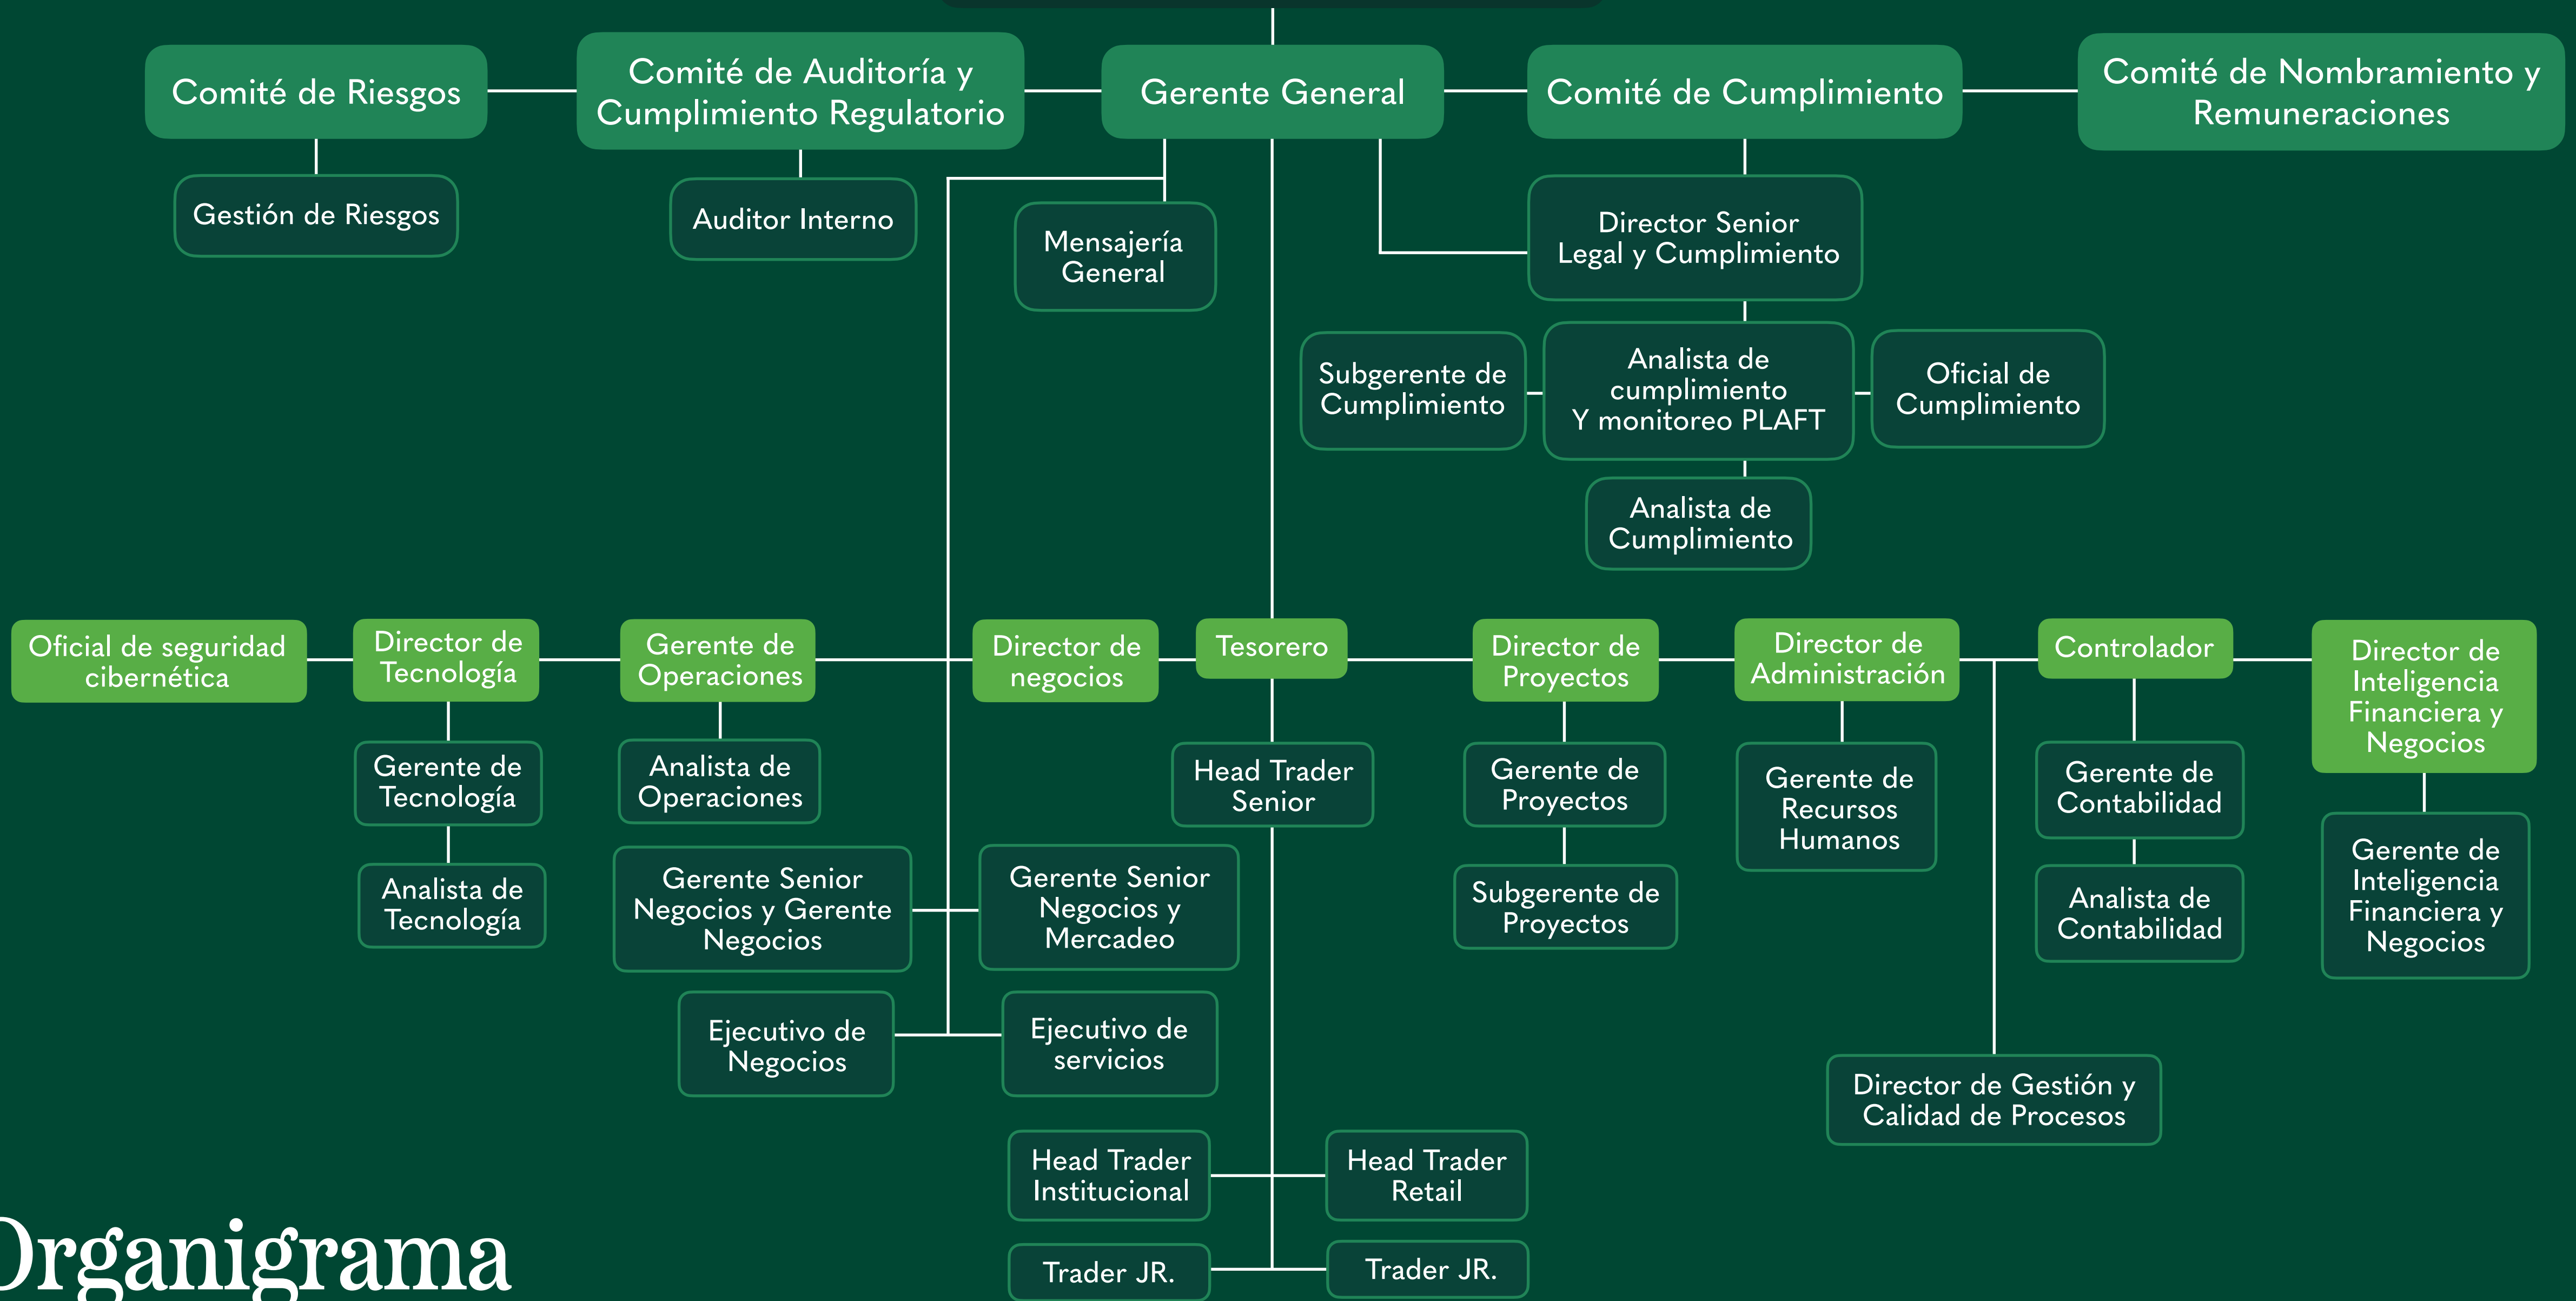 Comité de Riesgos
Comité de Auditoría y
Cumplimiento Regulatorio
Gerente General
Comité de Cumplimiento
Comité de Nombramiento y
Remuneraciones
Gestión de Riesgos
Auditor Interno
Mensajería
General
Director Senior
Legal y Cumplimiento
Subgerente de
Cumplimiento
Analista de
cumplimiento
Y monitoreo PLAFT
Oficial de
Cumplimiento
Analista de
Cumplimiento
Oficial de seguridad
cibernética
Director de
Tecnología
Gerente de
Operaciones
Director de
negocios
Tesorero
Director de
Proyectos
Director de
Administración
Controlador
Director de
Inteligencia
Financiera y
Negocios
Gerente de
Tecnología
Analista de
Operaciones
Head Trader
Senior
Gerente de
Proyectos
Gerente de
Recursos
Humanos
Gerente de
Contabilidad
Gerente de
Inteligencia
Financiera y
Negocios
Analista de
Tecnología
Gerente Senior
Negocios y Gerente
Negocios
Gerente Senior
Negocios y
Mercadeo
Subgerente de
Proyectos
Analista de
Contabilidad
Ejecutivo de
Negocios
Ejecutivo de
servicios
Director de Gestión y
Calidad de Procesos
Head Trader
Institucional
Head Trader
Retail
Trader JR.
Trader JR.
Organigrama